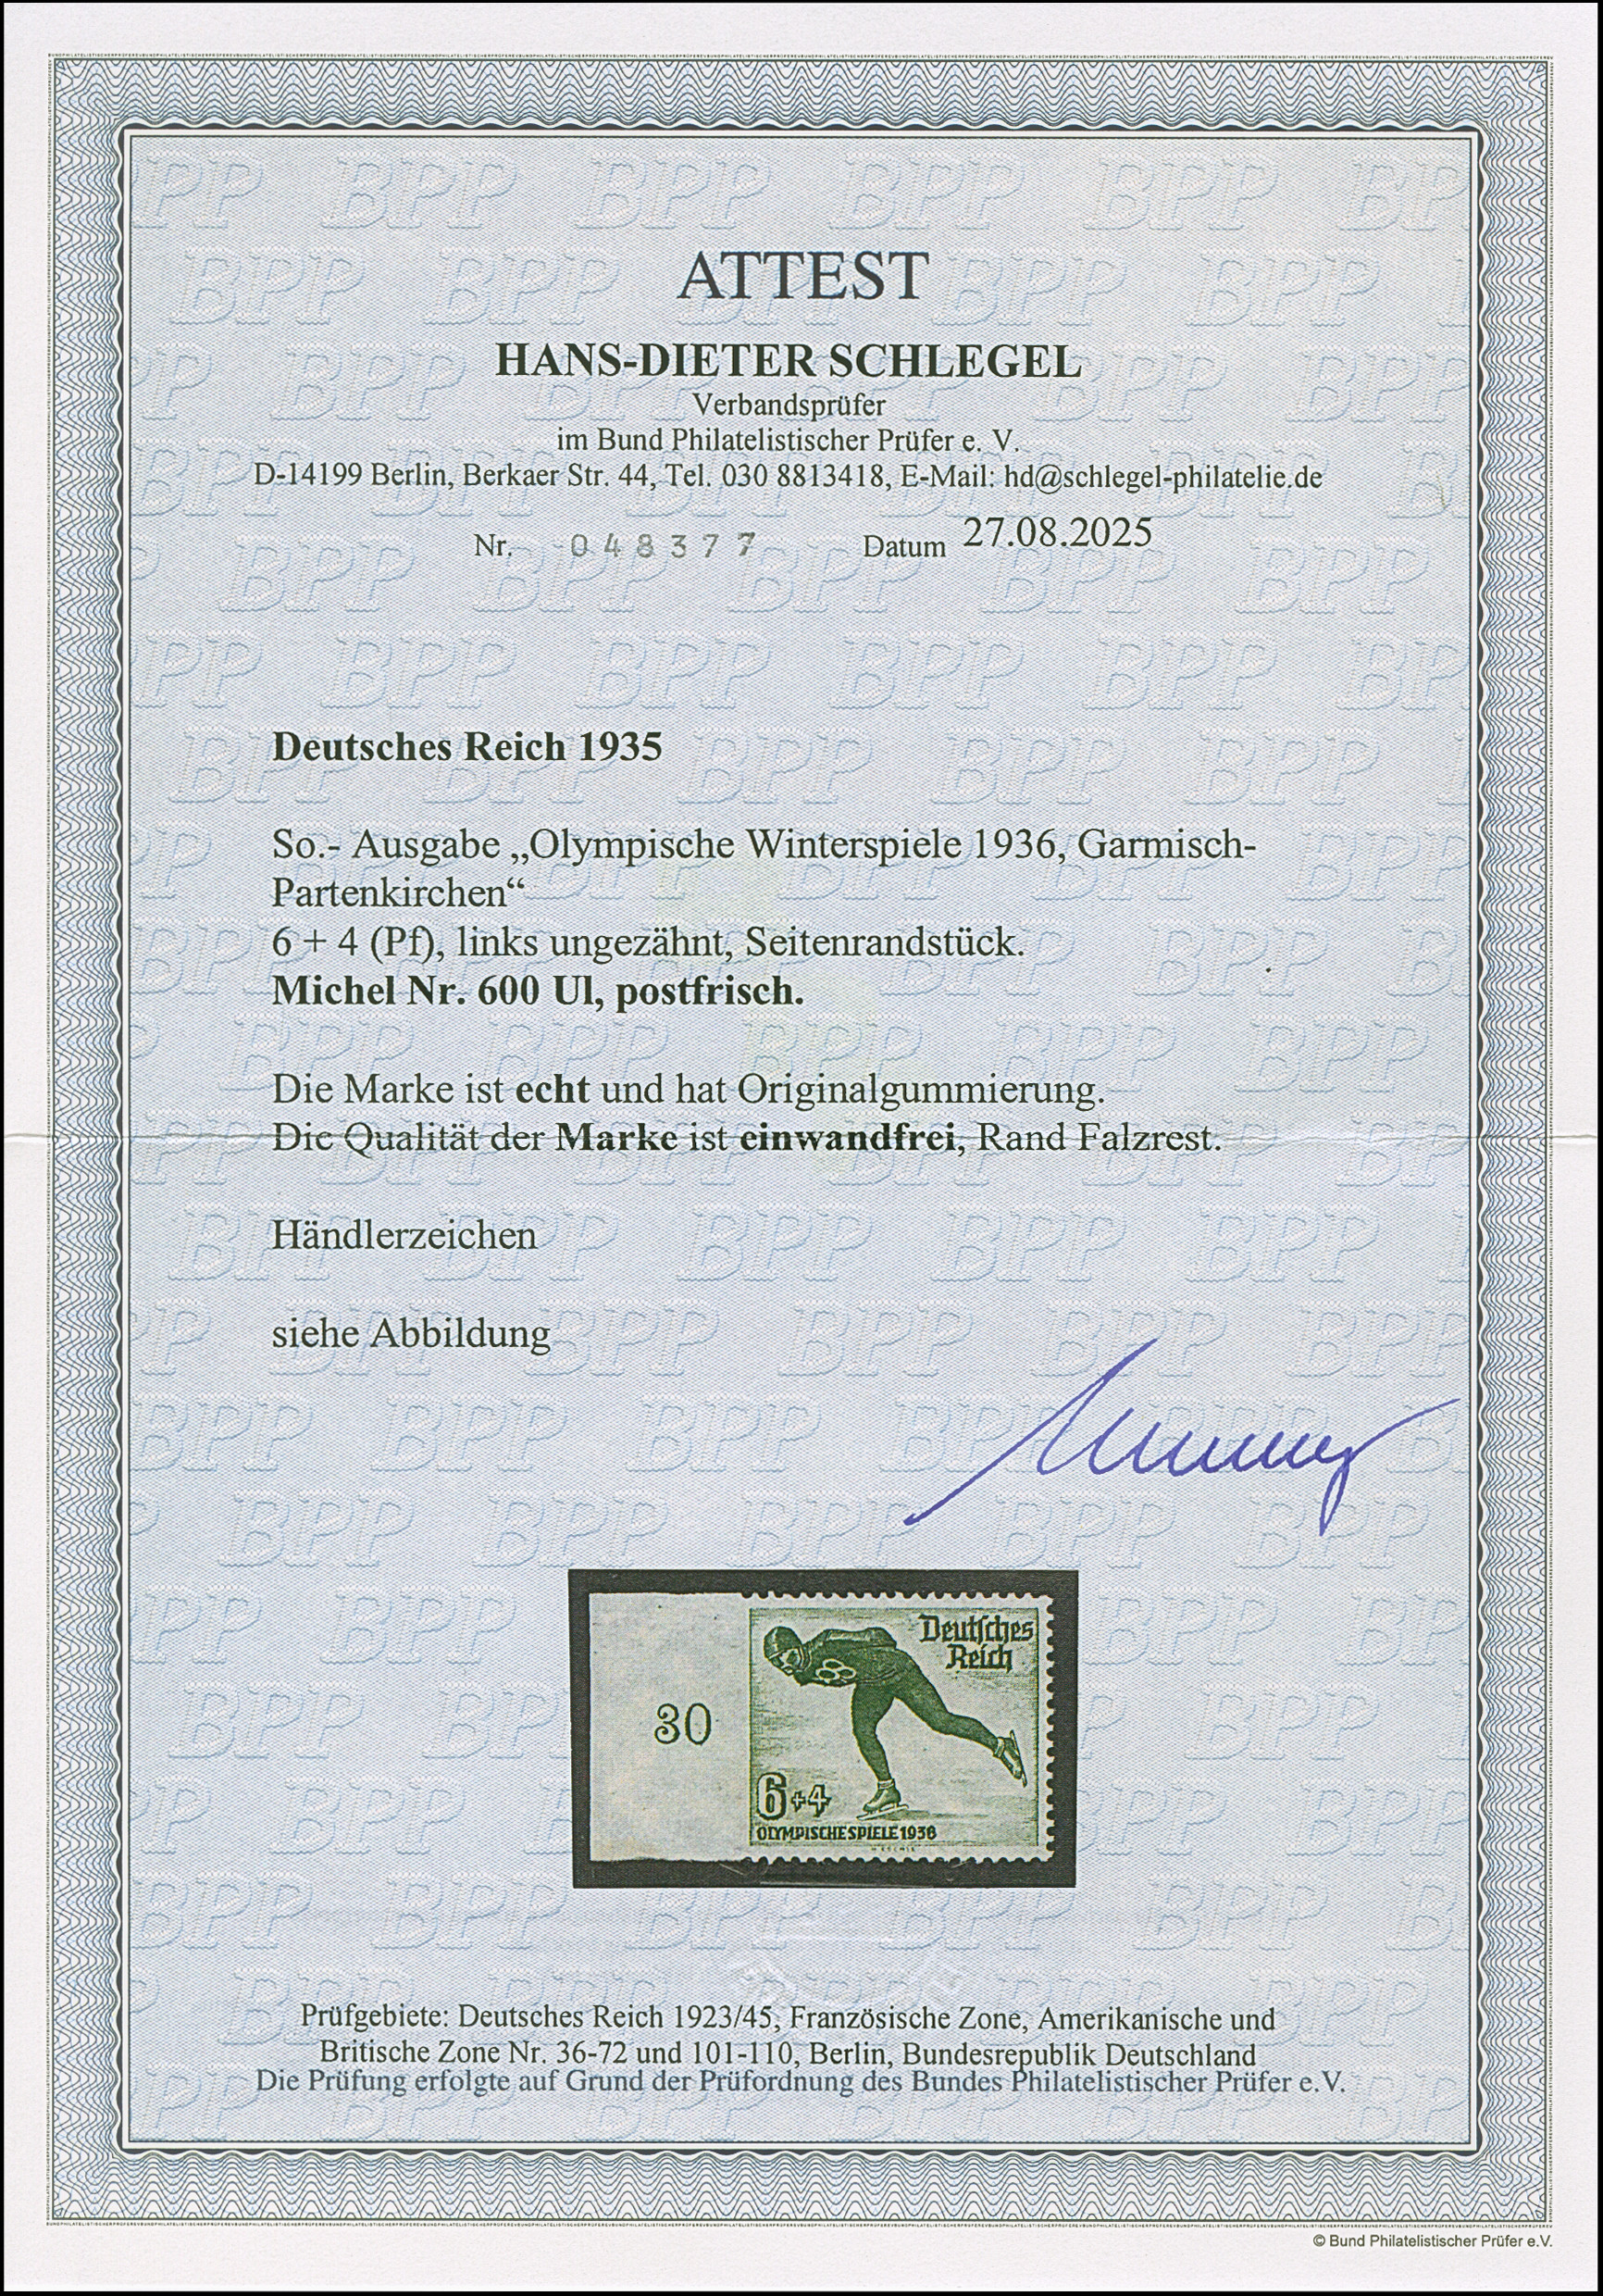 ATTEST
HANS-DIETER SCHLEGEL
Verbandsprüfer
im Bund Philatelistischer Prüfer e. V.
D-14199 Berlin, Berkaer Str. 44, Tel. 030 8813418, E-Mail: hd@schlegel-philatelie.de
Nr. 048377 Datum 27.08.2025
Deutsches Reich 1935
So.- Ausgabe „Olympische Winterspiele 1936, Garmisch-
Partenkirchen“
6 + 4 (Pf), links ungezähnt, Seitenrandstück.
Michel Nr. 600 Ul, postfrisch.
Die Marke ist echt und hat Originalgummierung.
Die Qualität der Marke ist einwandfrei, Rand Falzrest.
Händlerzeichen
siehe Abbildung
Deutsches
Reich
30
6+4
OLYMPISCHE SPIELE 1936
Prüfgebiete: Deutsches Reich 1923/45, Französische Zone, Amerikanische und
Britische Zone Nr. 36-72 und 101-110, Berlin, Bundesrepublik Deutschland
Die Prüfung erfolgte auf Grund der Prüfordnung des Bundes Philatelistischer Prüfer e.V.
© Bund Philatelistischer Prüfer e.V.